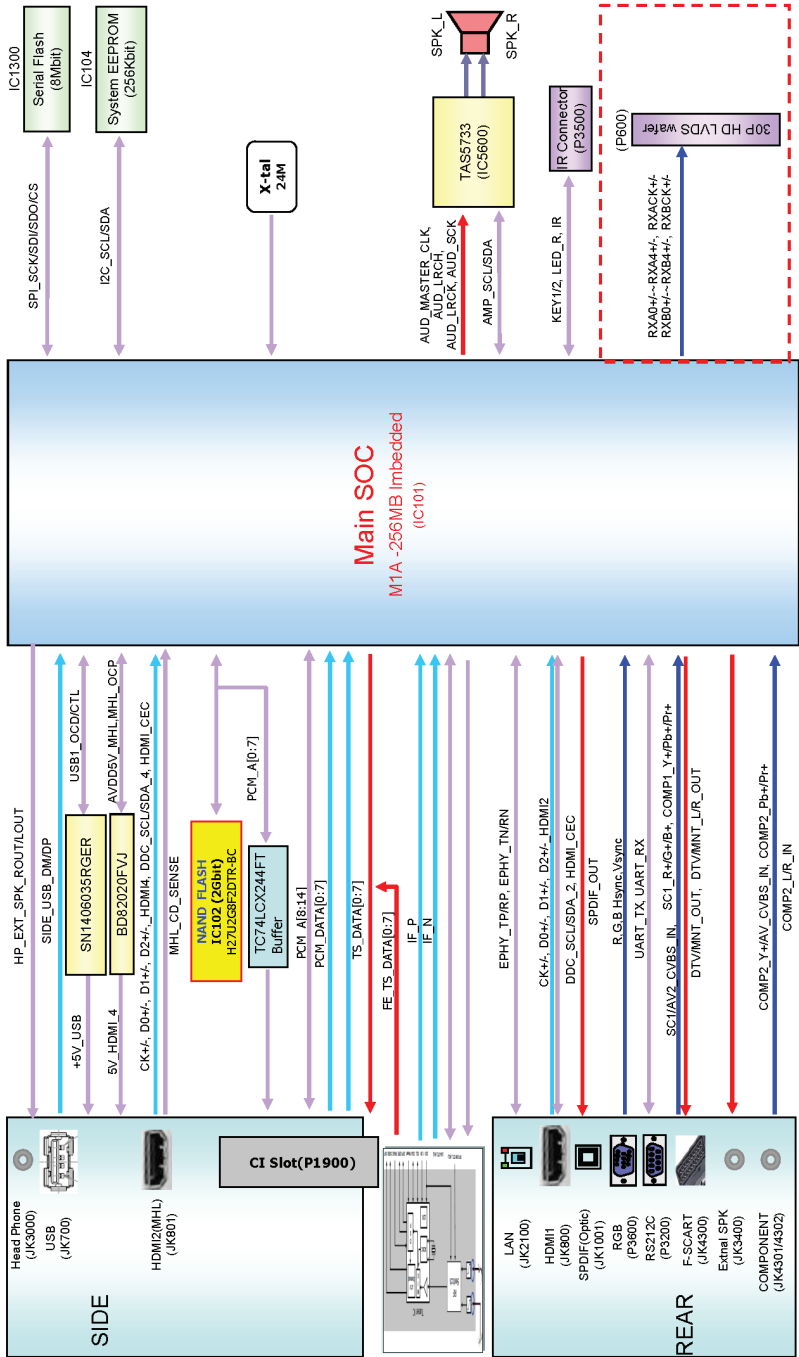 IC1300
Serial Flash
(8Mbit)
IC104
System EEPROM
(256Kbit)
SPI_SCK/SDI/SDO/CS
I2C_SCL/SDA
X-tal
24M
SPK_L
SPK_R
TAS5733
(IC5600)
AUD_MASTER_CLK,
AUD_LRCH,
AUD_LRCK, AUD_SCK
AMP_SCL/SDA
IR Connector
(P3500)
KEY1/2, LED_R, IR
(P600)
30P HD LVDS wafer
RXA0+/-~RXA4+/-, RXACK+/-
RXB0+/-~RXB4+/-, RXBCK+/-
Main SOC
M1A -256MB Imbedded
(IC101)
HP_EXT_SPK_ROUT/LOUT
SIDE_USB_DM/DP
USB1_OCD/CTL
SN1406035RGER
+5V_USB
AVDD5V_MHL,MHL_OCP
BD82020FVJ
5V_HDMI_4
CK+/-, D0+/-, D1+/-, D2+/-_HDMI4, DDC_SCL/SDA_4, HDMI_CEC
MHL_CD_SENSE
NAND FLASH
IC102 (2Gbit)
H27U2G8F2DTR-BC
PCM_A[0:7]
TC74LCX244FT
Buffer
PCM_A[8:14]
PCM_DATA[0:7]
TS_DATA[0:7]
FE_TS_DATA[0:7]
IF_P
IF_N
EPHY_TP/RP, EPHY_TN/RN
CK+/-, D0+/-, D1+/-, D2+/-_HDMI2
DDC_SCL/SDA_2, HDMI_CEC
SPDIF_OUT
R,G,B Hsync,Vsync
UART_TX, UART_RX
SC1/AV2_CVBS_IN, SC1_R+/G+/B+, COMP1_Y+/Pb+/Pr+
DTV/MNT_OUT, DTV/MNT_L/R_OUT
COMP2_Y+/AV_CVBS_IN, COMP2_Pb+/Pr+
COMP2_L/R_IN
SIDE
Head Phone
(JK3000)
USB
(JK700)
HDMI2(MHL)
(JK801)
CI Slot(P1900)
REAR
LAN
(JK2100)
HDMI1
(JK800)
SPDIF(Optic)
(JK1001)
RGB
(P3600)
RS212C
(P3200)
F-SCART
(JK4300)
Extnal SPK
(JK3400)
COMPONENT
(JK4301/4302)